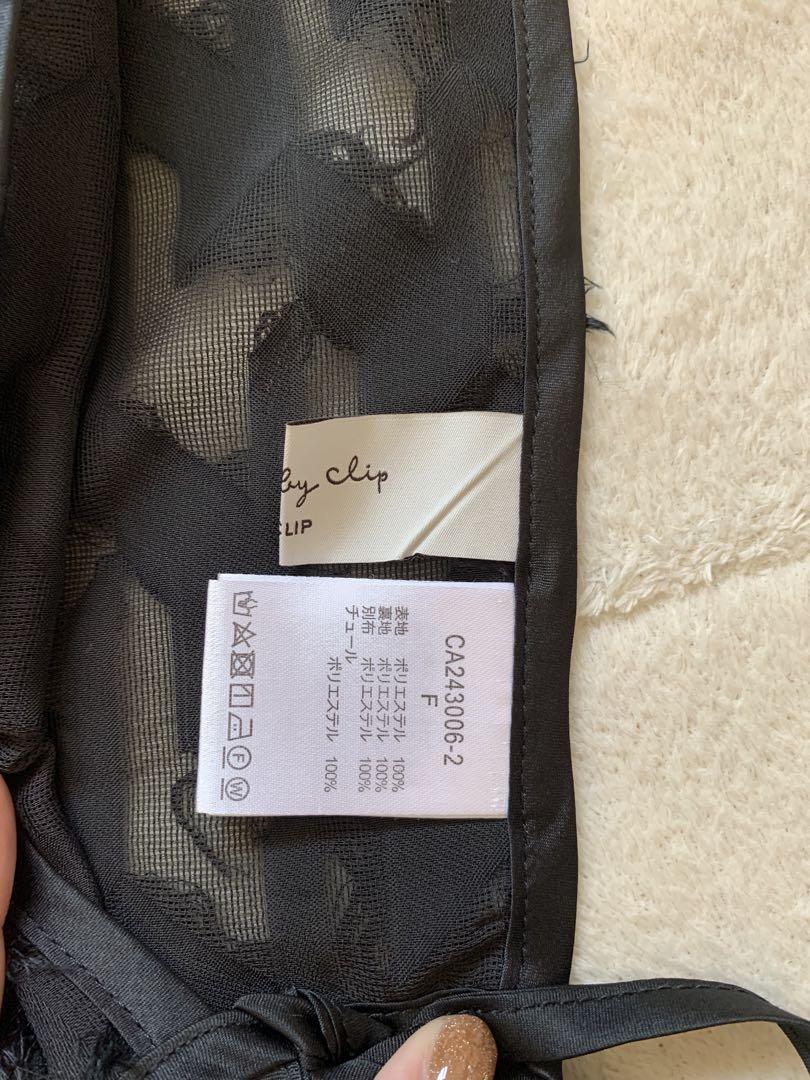 by clip
CLIP
CA243006-2
F
表地 ポリエステル 100%
裏地 ポリエステル 100%
別布 ポリエステル 100%
チュール ポリエステル 100%
F
W